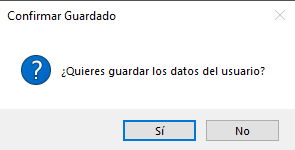 Confirmar Guardado
¿Quieres guardar los datos del usuario?
Sí
No